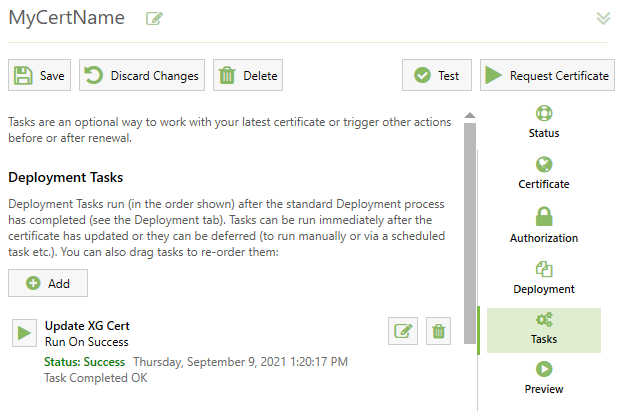 MyCertName
Save
Discard Changes
Delete
Test
Request Certificate
Tasks are an optional way to work with your latest certificate or trigger other actions
before or after renewal.
Deployment Tasks
Deployment Tasks run (in the order shown) after the standard Deployment process
has completed (see the Deployment tab). Tasks can be run immediately after the
certificate has updated or they can be deferred (to run manually or via a scheduled
task etc.). You can also drag tasks to re-order them:
Add
Update XG Cert
Run On Success
Status: Success Thursday, September 9, 2021 1:20:17 PM
Task Completed OK
Status
Certificate
Authorization
Deployment
Tasks
Preview